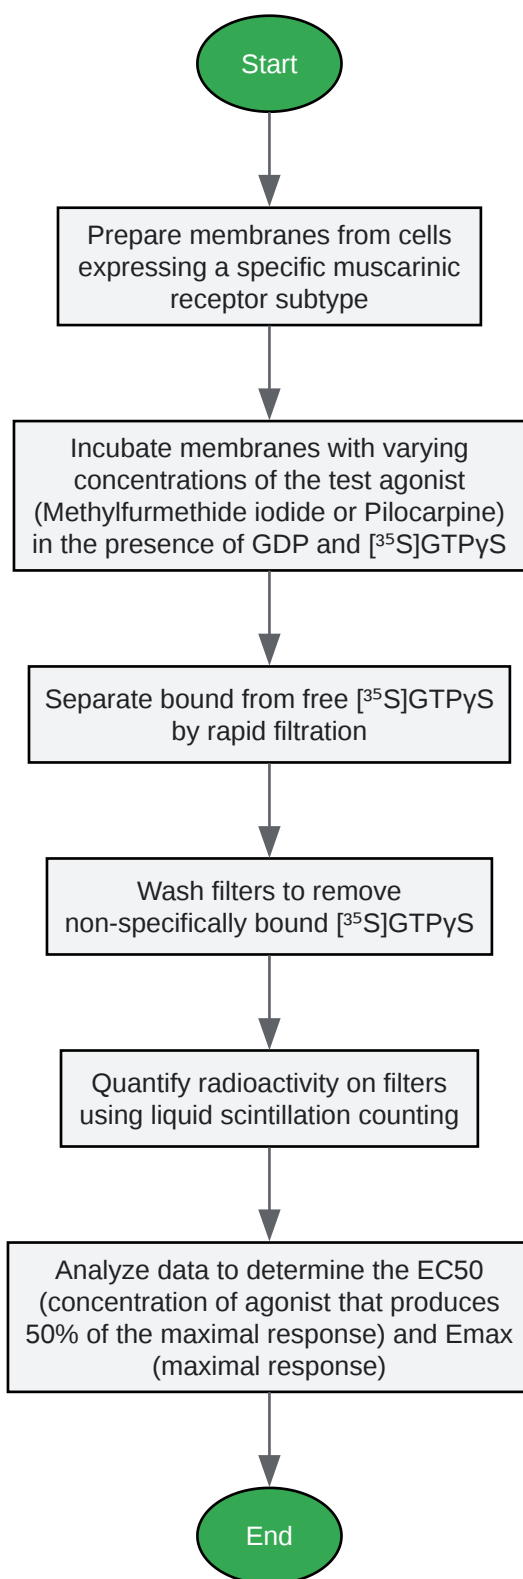 Start
Prepare membranes from cells
expressing a specific muscarinic
receptor subtype
Incubate membranes with varying
concentrations of the test agonist
(Methylfurmethide iodide or Pilocarpine)
in the presence of GDP and [³⁵S]GTPγS
Separate bound from free [³⁵S]GTPγS
by rapid filtration
Wash filters to remove
non-specifically bound [³⁵S]GTPγS
Quantify radioactivity on filters
using liquid scintillation counting
Analyze data to determine the EC50
(concentration of agonist that produces
50% of the maximal response) and Emax
(maximal response)
End